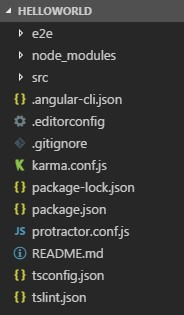 HELLOWORLD
e2e
node_modules
src
.angular-cli.json
.editorconfig
.gitignore
karma.conf.js
package-lock.json
package.json
JS protractor.conf.js
README.md
tsconfig.json
tslint.json